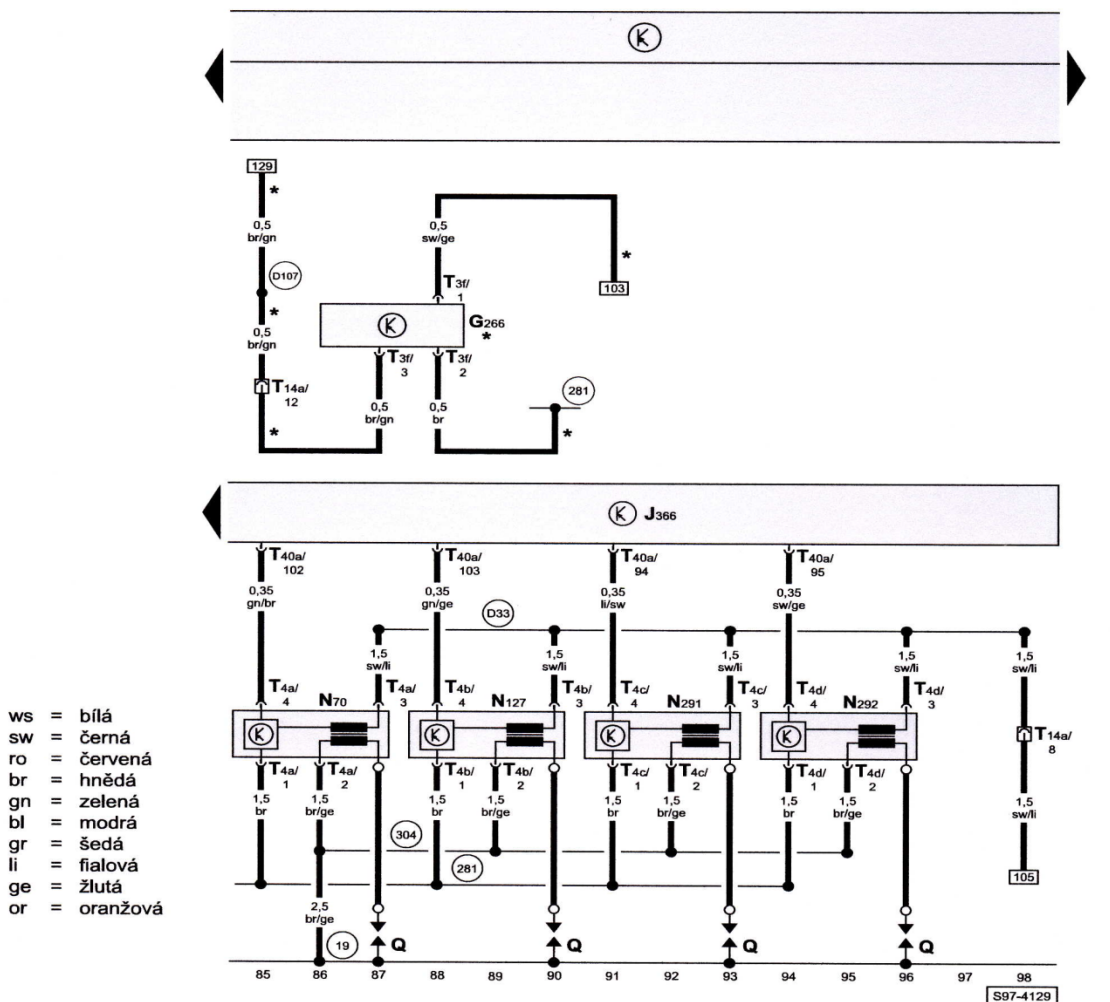 K
129
*
0,5
br/gn
0,5
sw/ge
*
D107
103
T3f/
1
*
K
G266
*
0,5
br/gn
T3f/
3
T3f/
2
T14a/
12
281
0,5
br/gn
0,5
br
*
*
K J366
T40a/
102
T40a/
103
T40a/
94
T40a/
95
0,35
gn/br
0,35
gn/ge
0,35
li/sw
0,35
sw/ge
D33
1,5
sw/li
1,5
sw/li
1,5
sw/li
1,5
sw/li
1,5
sw/li
T4a/
4
N70
T4a/
3
T4b/
4
N127
T4b/
3
T4c/
4
N291
T4c/
3
T4d/
4
N292
T4d/
3
K
K
K
K
T14a/
8
T4a/
1
T4a/
2
T4b/
1
T4b/
2
T4c/
1
T4c/
2
T4d/
1
T4d/
2
1,5
br
1,5
br/ge
1,5
br
1,5
br/ge
1,5
br
1,5
br/ge
1,5
br
1,5
br/ge
1,5
sw/li
304
281
105
2,5
br/ge
19
Q
Q
Q
Q
85 86 87 88 89 90 91 92 93 94 95 96 97 98
S97-4129
ws = bílá
sw = černá
ro = červená
br = hnědá
gn = zelená
bl = modrá
gr = šedá
li = fialová
ge = žlutá
or = oranžová